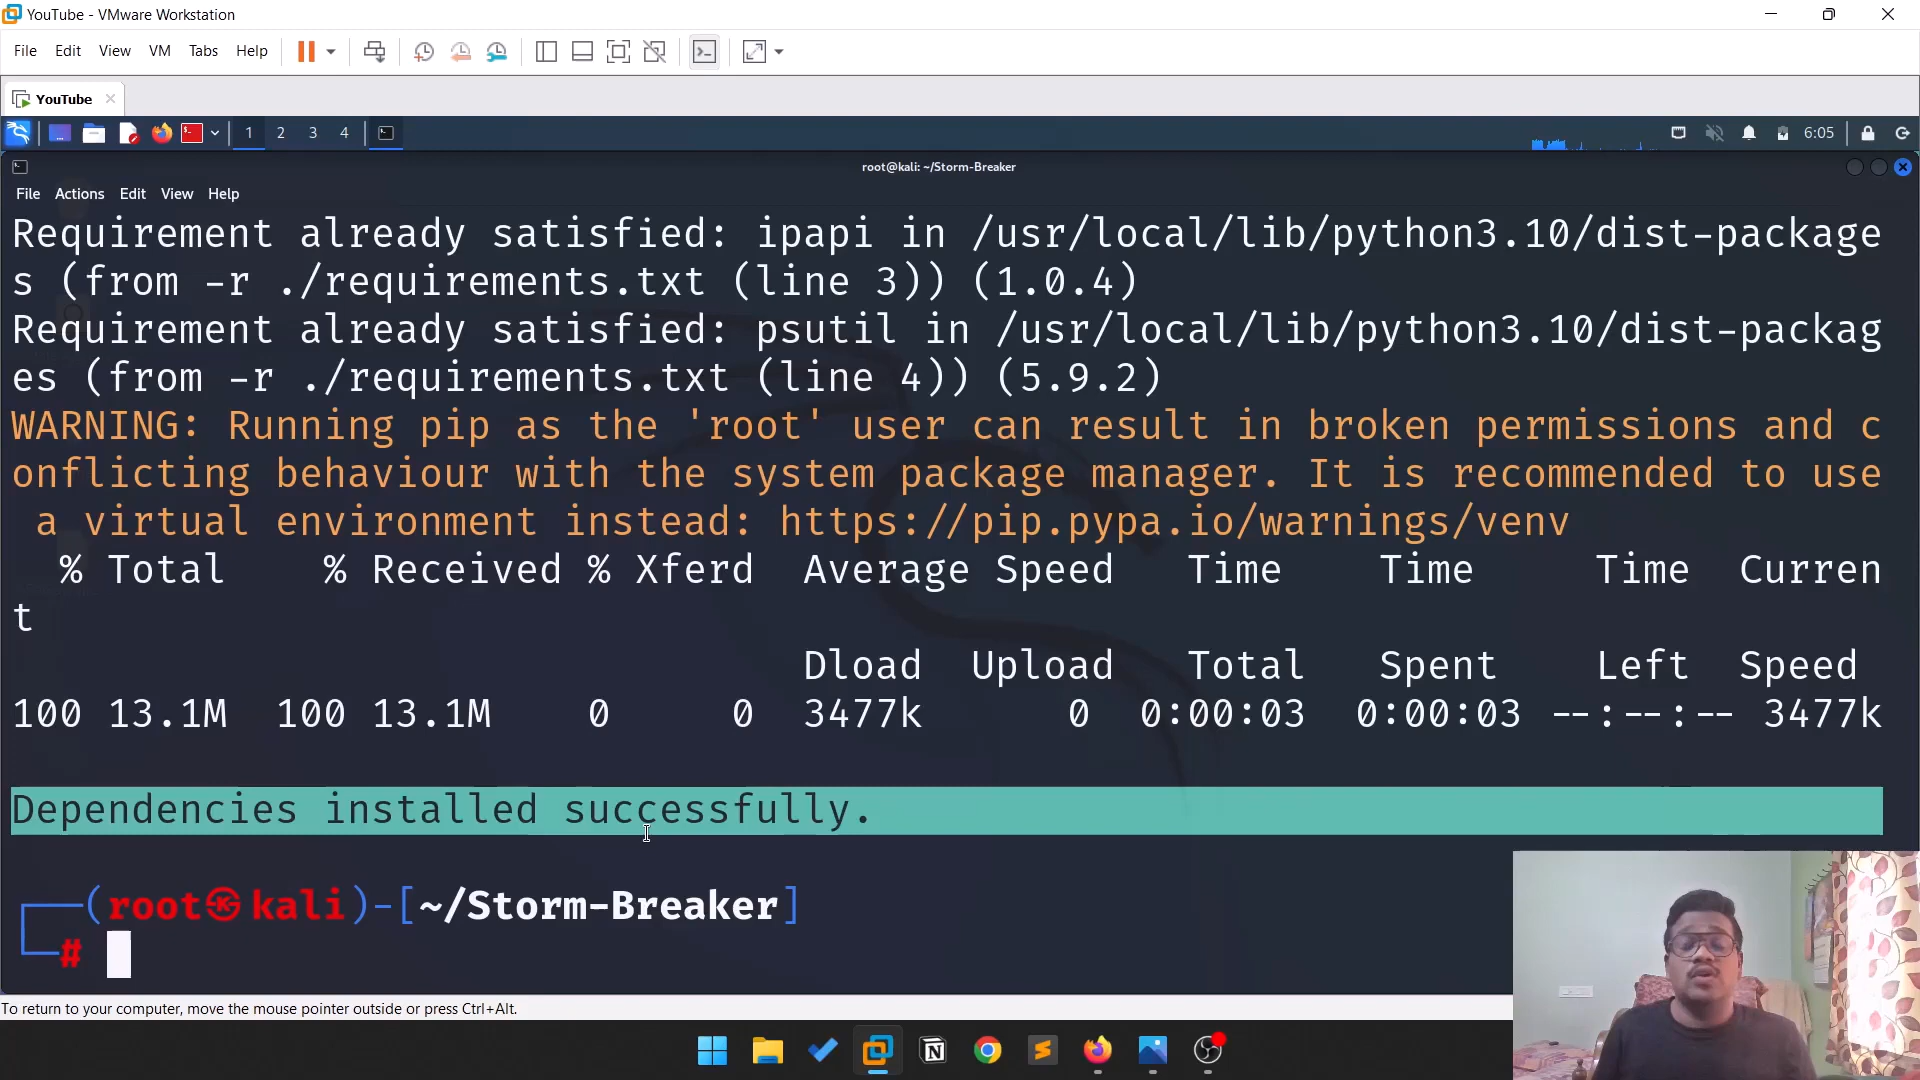 YouTube - VMware Workstation
File Edit View VM Tabs Help
YouTube
1 2 3 4 6:05
root@kali: ~/Storm-Breaker
File Actions Edit View Help
Requirement already satisfied: ipapi in /usr/local/lib/python3.10/dist-package
s (from -r ./requirements.txt (line 3)) (1.0.4)
Requirement already satisfied: psutil in /usr/local/lib/python3.10/dist-packag
es (from -r ./requirements.txt (line 4)) (5.9.2)
WARNING: Running pip as the 'root' user can result in broken permissions and c
onflicting behaviour with the system package manager. It is recommended to use
a virtual environment instead: https://pip.pypa.io/warnings/venv
% Total % Received % Xferd Average Speed Time Time Time Curren
t
Dload Upload Total Spent Left Speed
100 13.1M 100 13.1M 0 0 3477k 0 0:00:03 0:00:03 --:--:-- 3477k
Dependencies installed successfully.
(root㉿kali)-[~/Storm-Breaker]
#
To return to your computer, move the mouse pointer outside or press Ctrl+Alt.